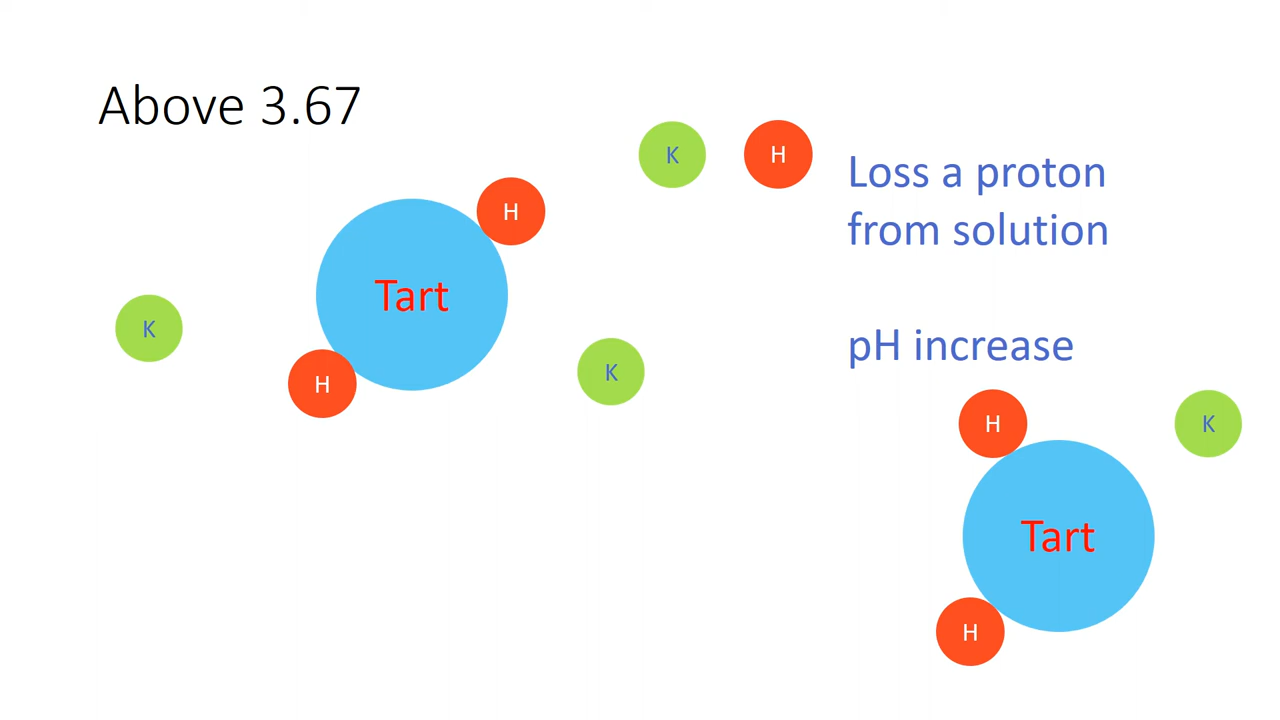 Above 3.67
K
H
Loss a proton
from solution
H
Tart
K
H
K
pH increase
H
K
Tart
H